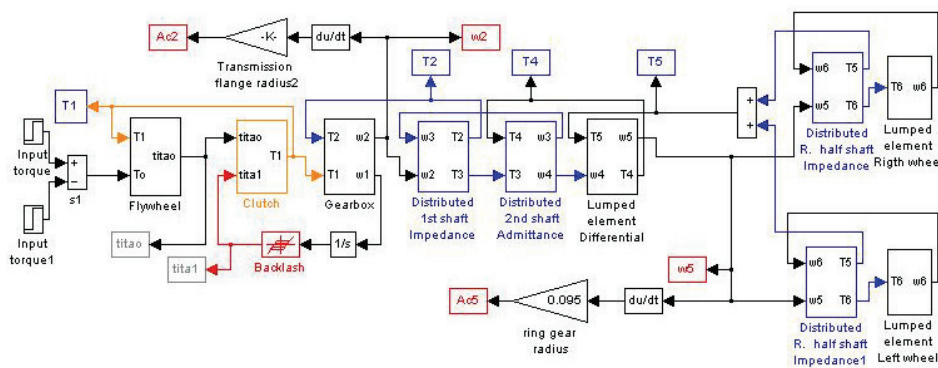 Ac2
-K-
du/dt
w2
Transmission
flange radius2
T2
T4
T5
T1
Input
torque
+
−
s1
Input
torque1
T1
To
titao
Flywheel
titao
tita1
T1
Clutch
T2
T1
w2
w1
Gearbox
w3
w2
T2
T3
Distributed
1st shaft
Impedance
T4
T3
w3
w4
Distributed
2nd shaft
Admittance
T5
w4
w5
T4
Lumped
element
Differential
+
+
w6
w5
T5
T6
Distributed
R. half shaft
Impedance
T6
w6
Lumped
element
Rigth wheel
titao
tita1
Backlash
1/s
w5
Ac5
0.095
du/dt
ring gear
radius
w6
w5
T5
T6
Distributed
R. half shaft
Impedance1
T6
w6
Lumped
element
Left wheel